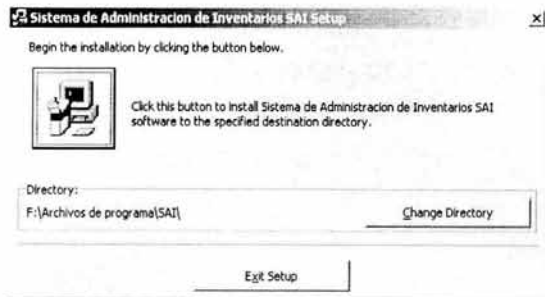 Sistema de Administracion de Inventarios SAI Setup
Begin the installation by clicking the button below.
Click this button to install Sistema de Administracion de Inventarios SAI
software to the specified destination directory.
Directory:
F:\Archivos de programa\SAI\
Change Directory
Exit Setup